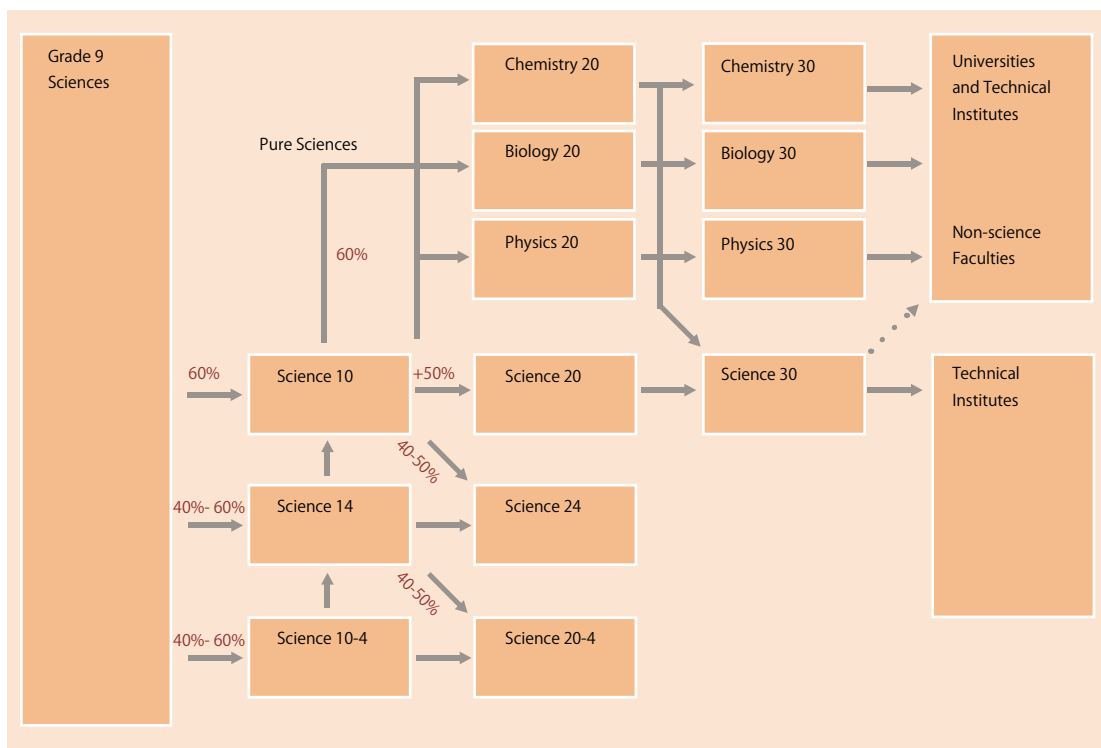 Grade 9
Sciences
Pure Sciences
60%
Chemistry 20
Chemistry 30
Biology 20
Biology 30
Physics 20
Physics 30
Universities
and Technical
Institutes
Non-science
Faculties
60%
Science 10
+50%
Science 20
Science 30
Technical
Institutes
40-50%
40%- 60%
Science 14
Science 24
40-50%
40%- 60%
Science 10-4
Science 20-4